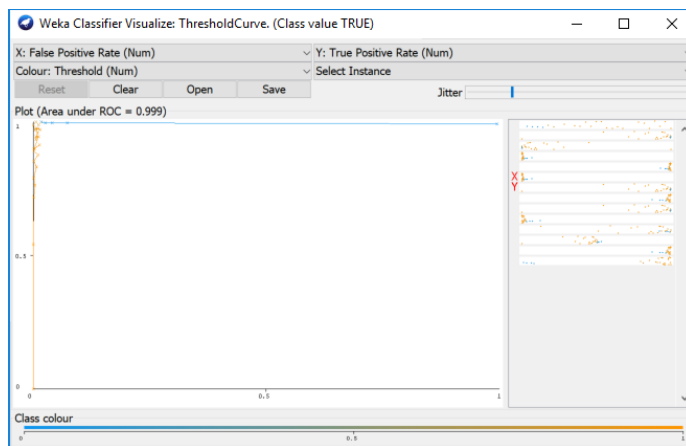 Weka Classifier Visualize: ThresholdCurve. (Class value TRUE)
X: False Positive Rate (Num)
Y: True Positive Rate (Num)
Colour: Threshold (Num)
Select Instance
Reset
Clear
Open
Save
Jitter
Plot (Area under ROC = 0.999)
1
0.5
0
0
0.5
1
X
Y
Class colour
0
0.5
1